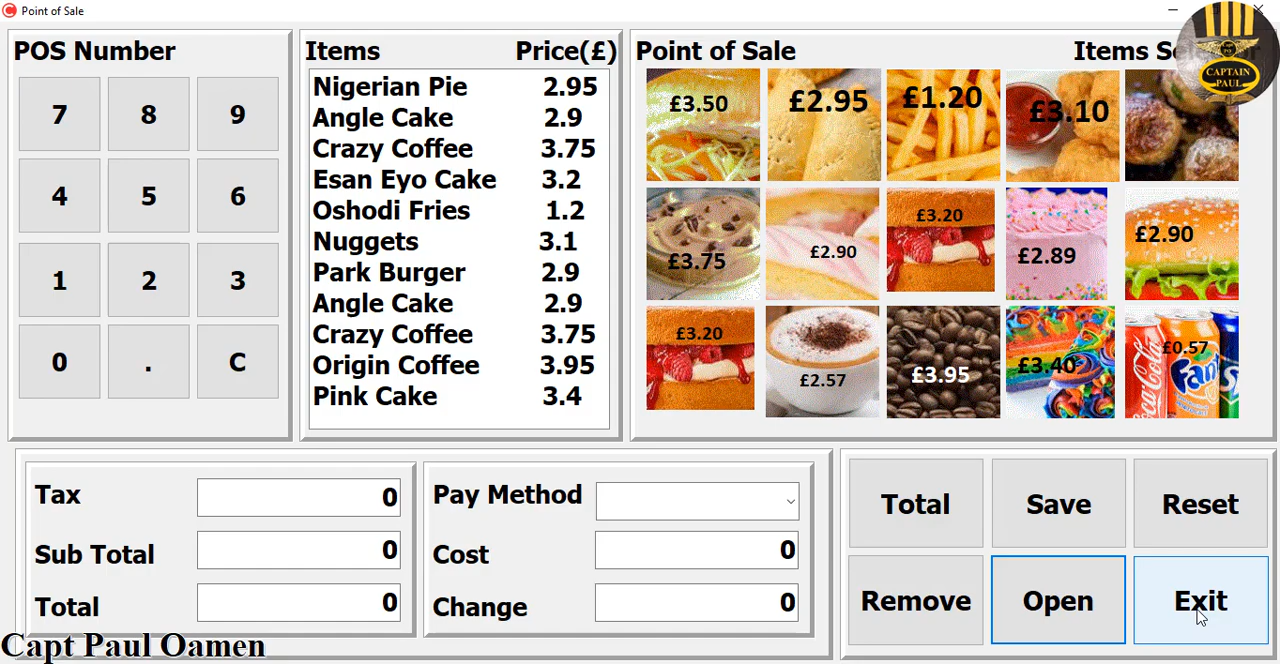 Point of Sale
POS Number
7 8 9
4 5 6
1 2 3
0 . C
Items Price(£)
Nigerian Pie 2.95
Angle Cake 2.9
Crazy Coffee 3.75
Esan Eyo Cake 3.2
Oshodi Fries 1.2
Nuggets 3.1
Park Burger 2.9
Angle Cake 2.9
Crazy Coffee 3.75
Origin Coffee 3.95
Pink Cake 3.4
Point of Sale Items
CAPTAIN
PAUL
£3.50 £2.95 £1.20 £3.10
£3.75 £2.90 £3.20 £2.89 £2.90
£3.20 £2.57 £3.95 £3.40 £0.57
Coca-Cola
Fanta
Tax 0
Sub Total 0
Total 0
Pay Method
Cost 0
Change 0
Total Save Reset
Remove Open Exit
Capt Paul Oamen